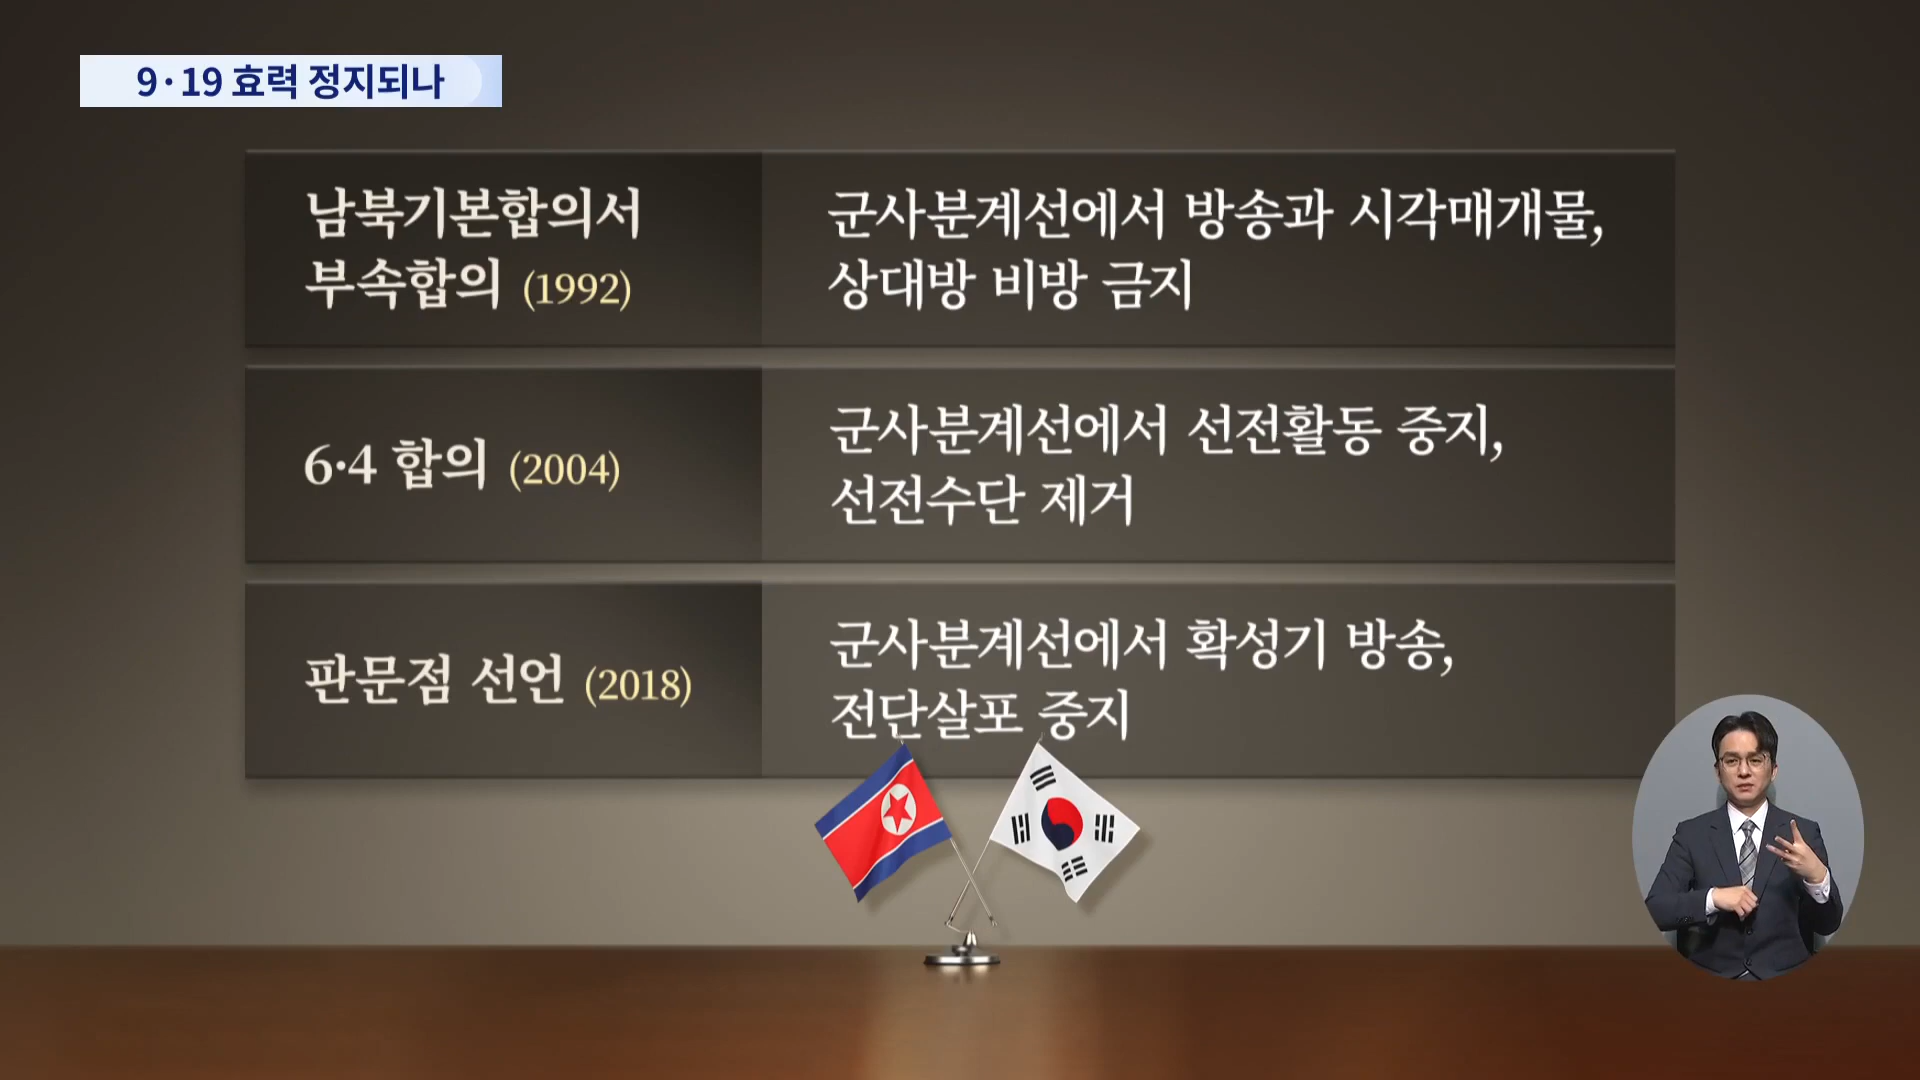 9·19 효력 정지되나
남북기본합의서
부속합의 (1992)
군사분계선에서 방송과 시각매개물,
상대방 비방 금지
6·4 합의 (2004)
군사분계선에서 선전활동 중지,
선전수단 제거
판문점 선언 (2018)
군사분계선에서 확성기 방송,
전단살포 중지